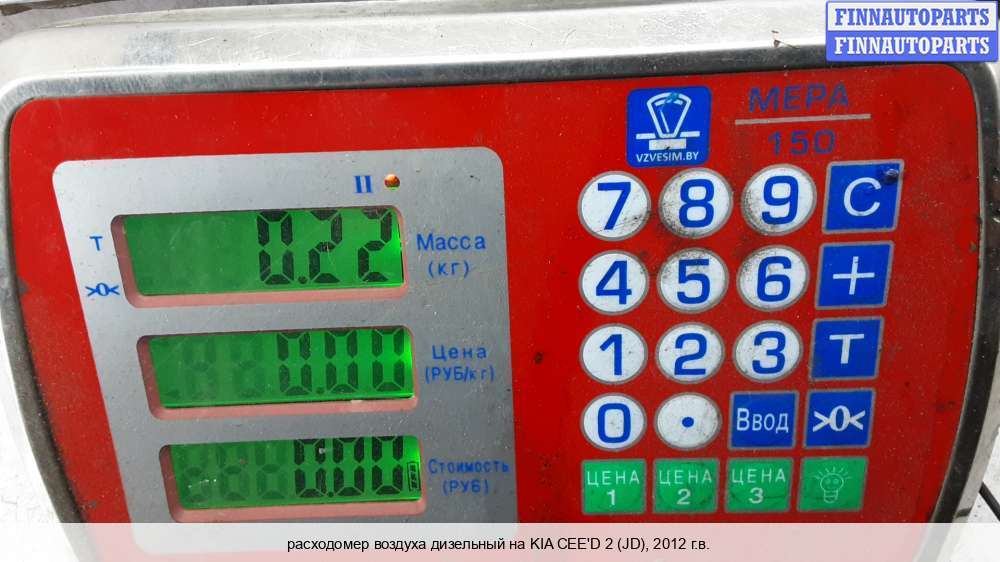 FINNAUTOPARTS
FINNAUTOPARTS
МЕРА
150
VZVESIM.BY
II
T
>0<
0.22
Масса
(кг)
0.00
Цена
(РУБ/кг)
0.00
Стоимость
(РУБ)
7 8 9 C
4 5 6 +
1 2 3 T
0 . Ввод >0<
ЦЕНА 1 ЦЕНА 2 ЦЕНА 3
расходомер воздуха дизельный на KIA CEE'D 2 (JD), 2012 г.в.